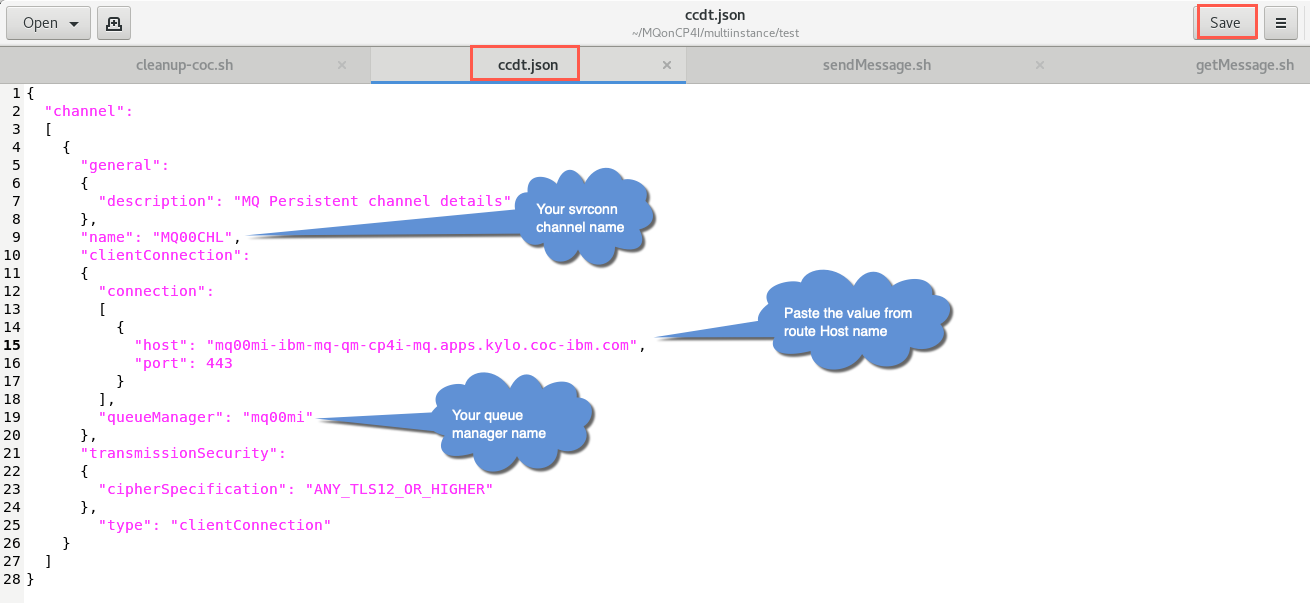 Open
ccdt.json
~/MQonCP4I/multiinstance/test
Save
cleanup-coc.sh
ccdt.json
sendMessage.sh
getMessage.sh
1 {
2   "channel":
3   [
4     {
5       "general":
6       {
7         "description": "MQ Persistent channel details"
8       },
9       "name": "MQ00CHL",
10       "clientConnection":
11       {
12         "connection":
13         [
14           {
15             "host": "mq00mi-ibm-mq-qm-cp4i-mq.apps.kylo.coc-ibm.com",
16             "port": 443
17           }
18         ],
19         "queueManager": "mq00mi"
20       },
21       "transmissionSecurity":
22       {
23         "cipherSpecification": "ANY_TLS12_OR_HIGHER"
24       },
25         "type": "clientConnection"
26     }
27   ]
28 }
Your svrconn
channel name
Paste the value from
route Host name
Your queue
manager name